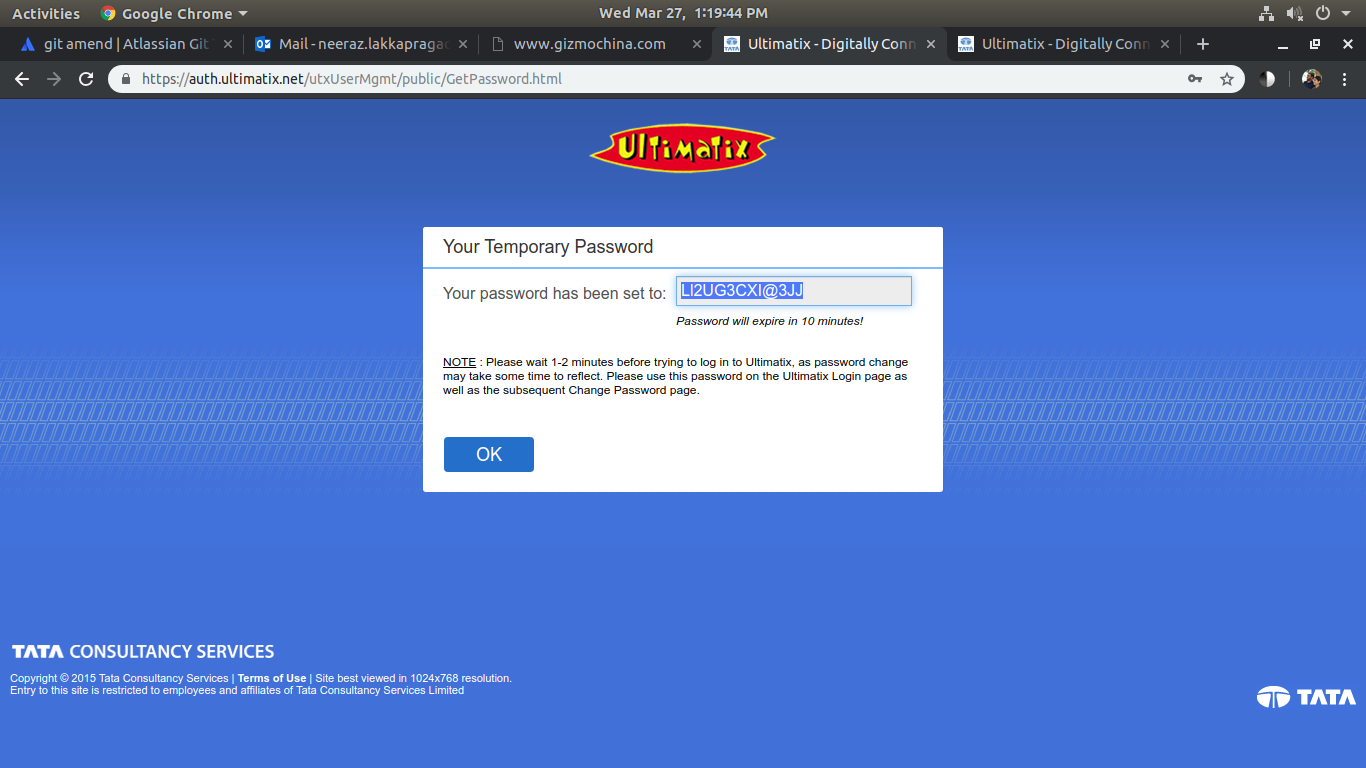 Activities Google Chrome Wed Mar 27, 1:19:44 PM
git amend | Atlassian Git Mail - neeraz.lakkapraga www.gizmochina.com Ultimatix - Digitally Conn Ultimatix - Digitally Conn
https://auth.ultimatix.net/utxUserMgmt/public/GetPassword.html
Ultimatix
Your Temporary Password
Your password has been set to: LI2UG3CXI@3JJ
Password will expire in 10 minutes!
NOTE : Please wait 1-2 minutes before trying to log in to Ultimatix, as password change
may take some time to reflect. Please use this password on the Ultimatix Login page as
well as the subsequent Change Password page.
OK
TATA CONSULTANCY SERVICES
Copyright © 2015 Tata Consultancy Services | Terms of Use | Site best viewed in 1024x768 resolution.
Entry to this site is restricted to employees and affiliates of Tata Consultancy Services Limited
TATA